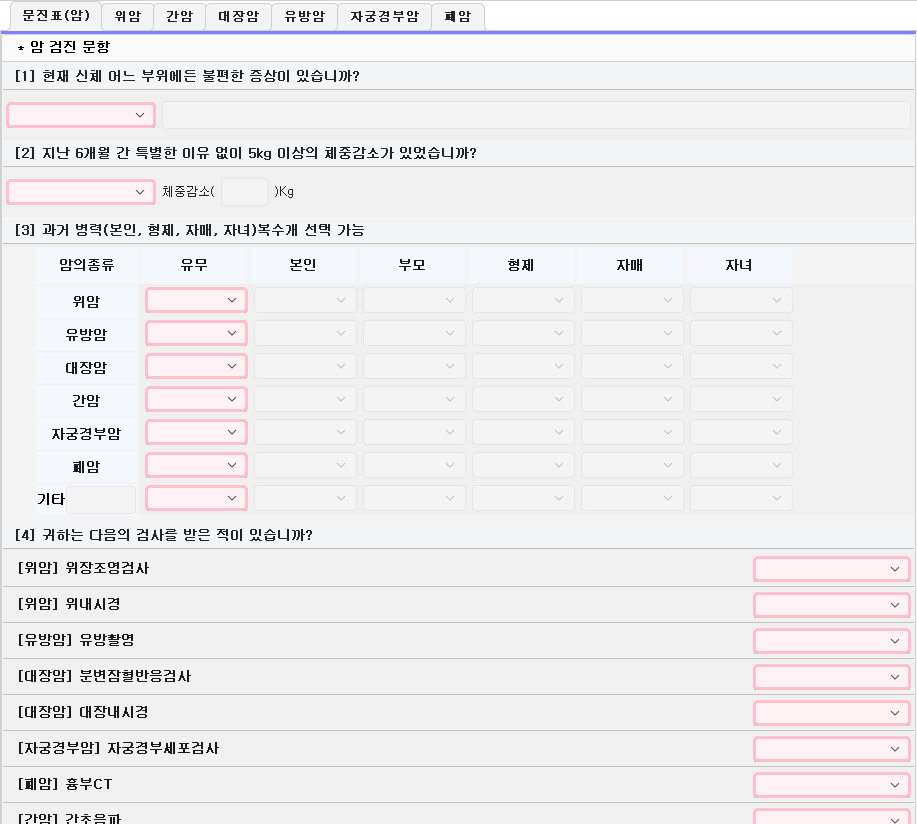 문진표(암) 위암 간암 대장암 유방암 자궁경부암 폐암
* 암 검진 문항
[1] 현재 신체 어느 부위에든 불편한 증상이 있습니까?
[2] 지난 6개월 간 특별한 이유 없이 5kg 이상의 체중감소가 있었습니까?
체중감소( )Kg
[3] 과거 병력(본인, 형제, 자매, 자녀)복수개 선택 가능
암의종류 유무 본인 부모 형제 자매 자녀
위암
유방암
대장암
간암
자궁경부암
폐암
기타
[4] 귀하는 다음의 검사를 받은 적이 있습니까?
[위암] 위장조영검사
[위암] 위내시경
[유방암] 유방촬영
[대장암] 분변잠혈반응검사
[대장암] 대장내시경
[자궁경부암] 자궁경부세포검사
[폐암] 흉부CT
[간암] 간초음파